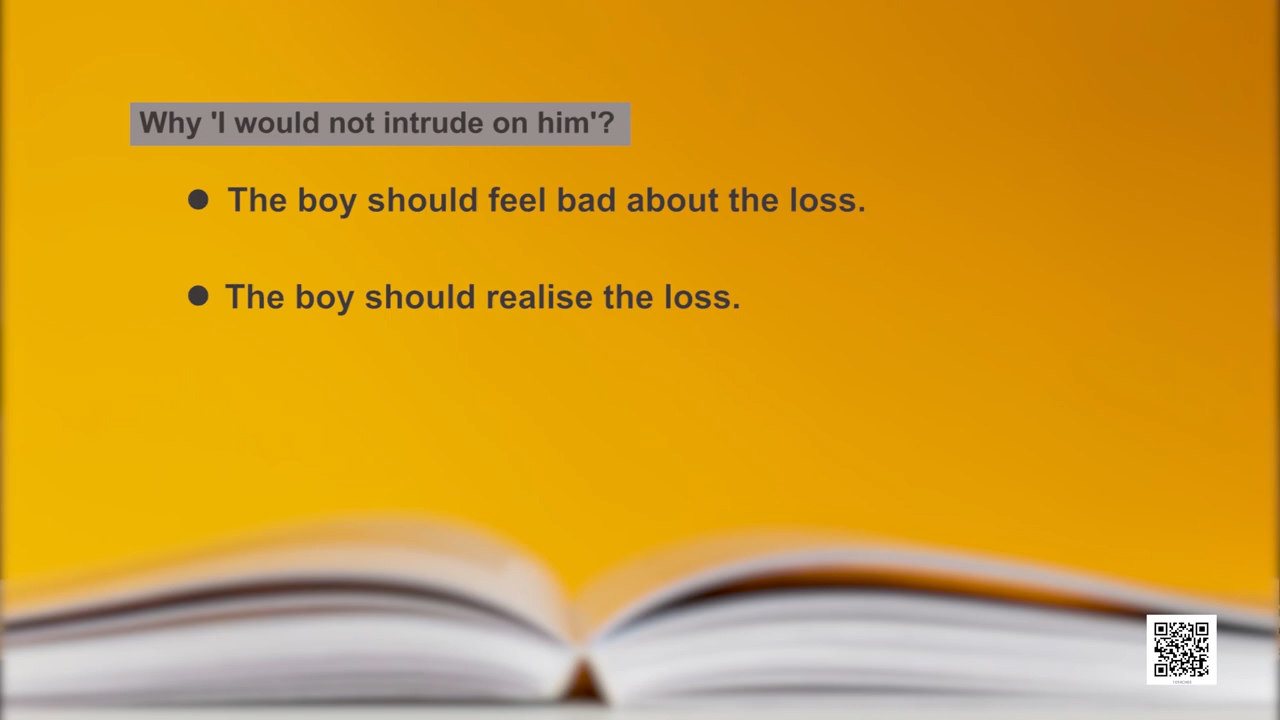 Why 'I would not intrude on him'?
● The boy should feel bad about the loss.
● The boy should realise the loss.